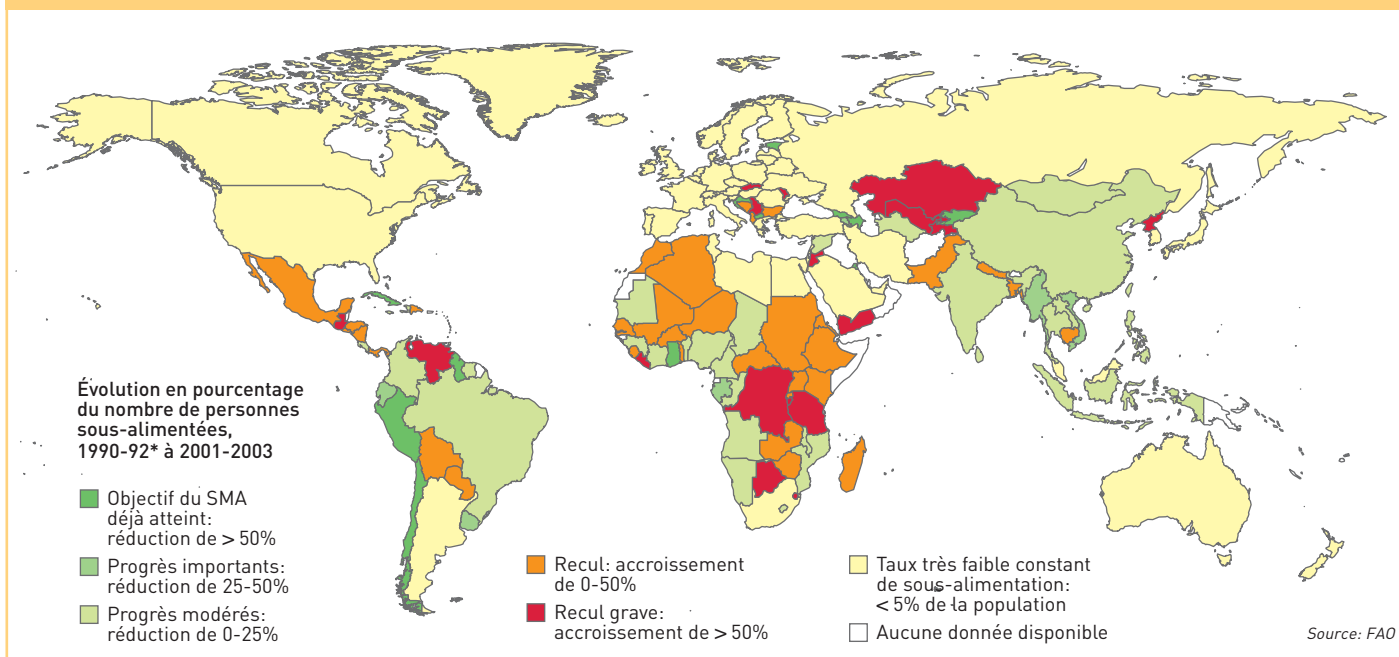 Évolution en pourcentage
du nombre de personnes
sous-alimentées,
1990-92* à 2001-2003
Objectif du SMA
déjà atteint:
réduction de > 50%
Progrès importants:
réduction de 25-50%
Progrès modérés:
réduction de 0-25%
Recul: accroissement
de 0-50%
Recul grave:
accroissement de > 50%
Taux très faible constant
de sous-alimentation:
< 5% de la population
Aucune donnée disponible
Source: FAO